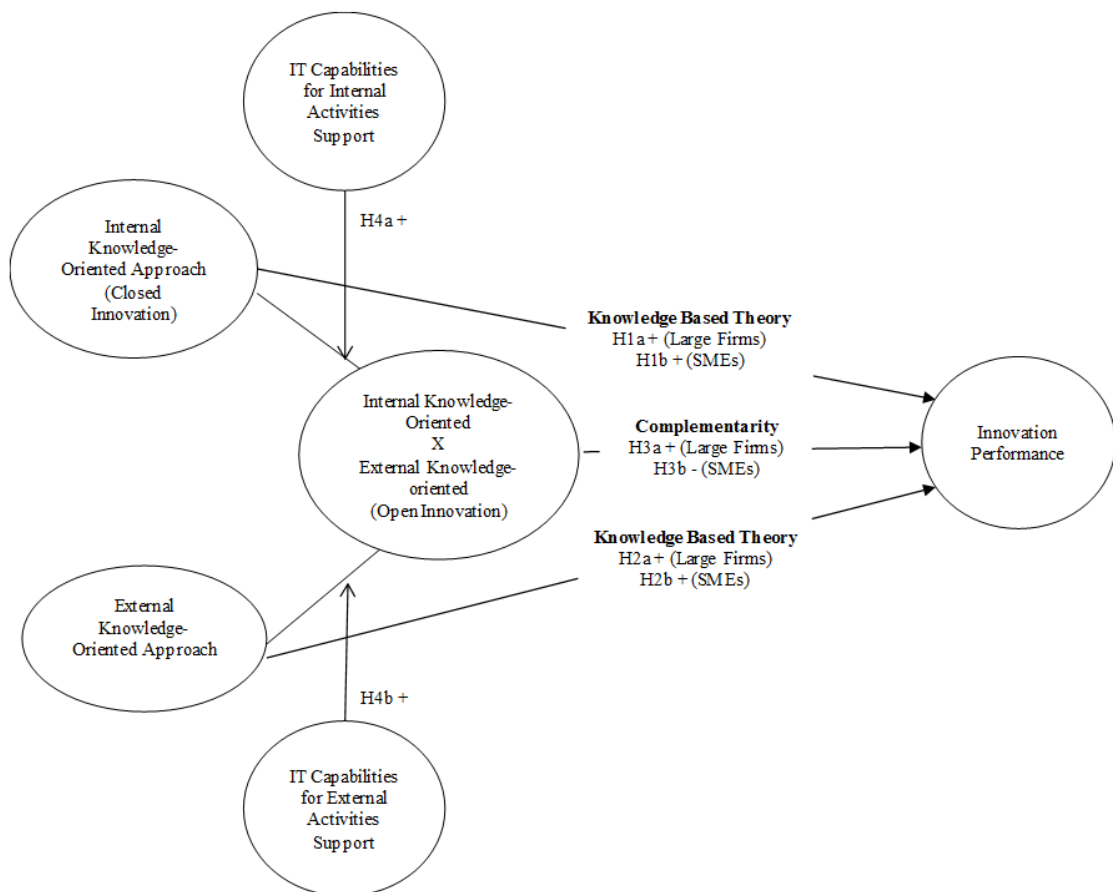 IT Capabilities
for Internal
Activities
Support
H4a +
Internal
Knowledge-
Oriented Approach
(Closed
Innovation)
Knowledge Based Theory
H1a + (Large Firms)
H1b + (SMEs)
Internal Knowledge-
Oriented
X
External Knowledge-
oriented
(Open Innovation)
Complementarity
H3a + (Large Firms)
H3b - (SMEs)
Innovation
Performance
Knowledge Based Theory
H2a + (Large Firms)
H2b + (SMEs)
External
Knowledge-
Oriented Approach
H4b +
IT Capabilities
for External
Activities
Support